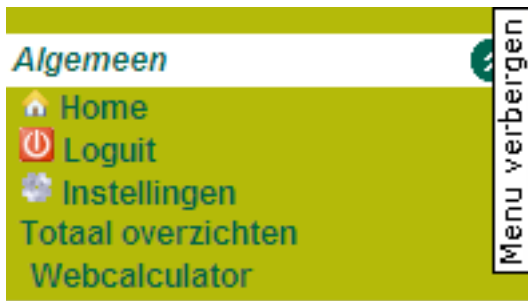 Algemeen
Home
Loguit
Instellingen
Totaal overzichten
Webcalculator
Menu verbergen